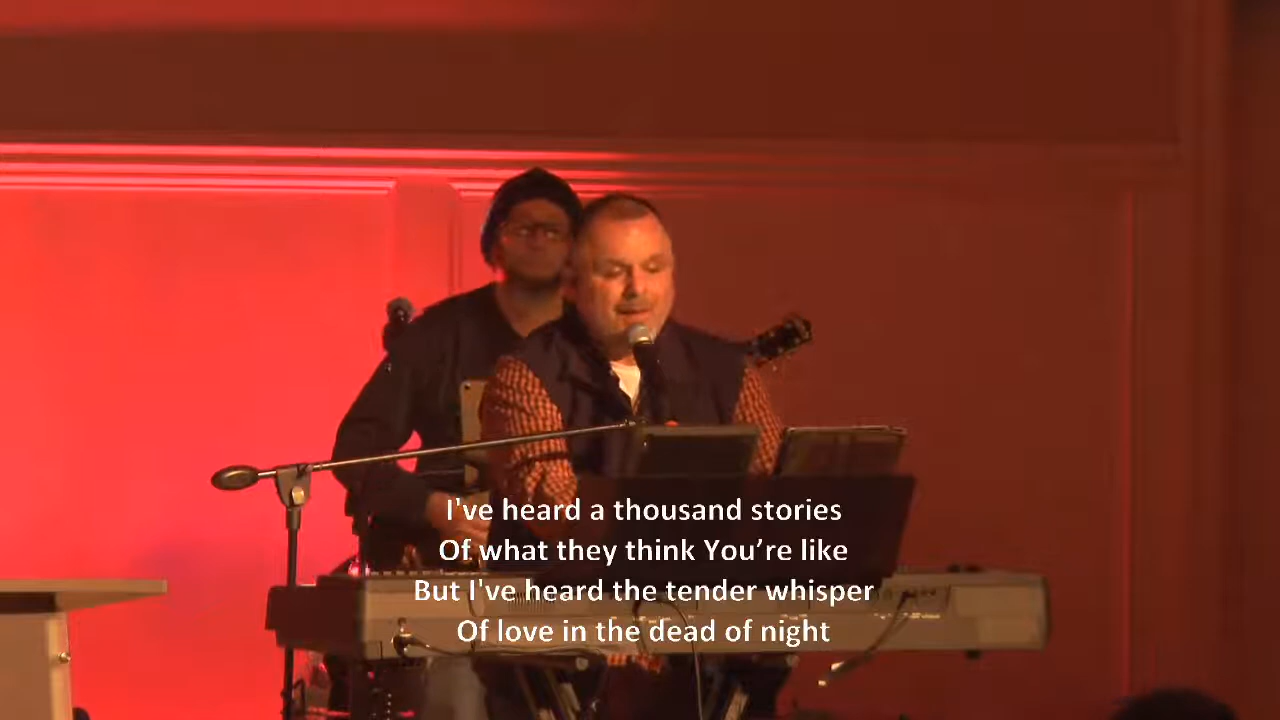 I've heard a thousand stories
Of what they think You’re like
But I've heard the tender whisper
Of love in the dead of night